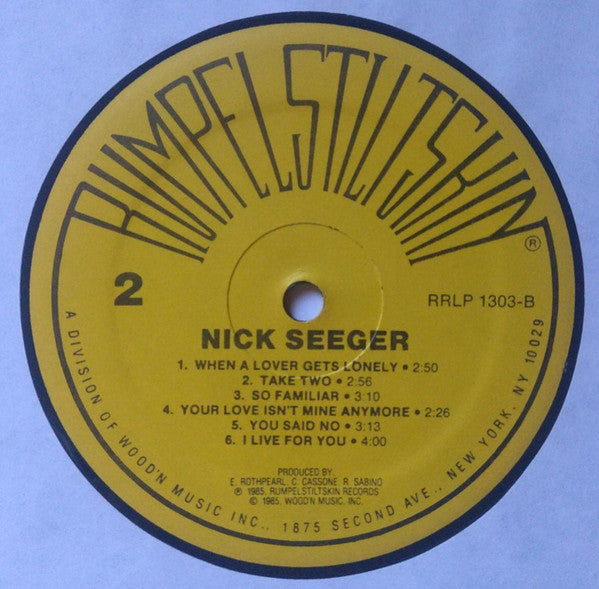 RUMPELSTILTSKIN
®
2
RRLP 1303-B
NICK SEEGER
1. WHEN A LOVER GETS LONELY • 2:50
2. TAKE TWO • 2:56
3. SO FAMILIAR • 3:10
4. YOUR LOVE ISN'T MINE ANYMORE • 2:26
5. YOU SAID NO • 3:13
6. I LIVE FOR YOU • 4:00
PRODUCED BY:
E. ROTHPEARL, C. CASSONE, R. SABINO
℗ 1985, RUMPELSTILTSKIN RECORDS
© 1985, WOOD'N MUSIC, INC.
A DIVISION OF WOOD'N MUSIC INC., 1875 SECOND AVE., NEW YORK, NY 10029